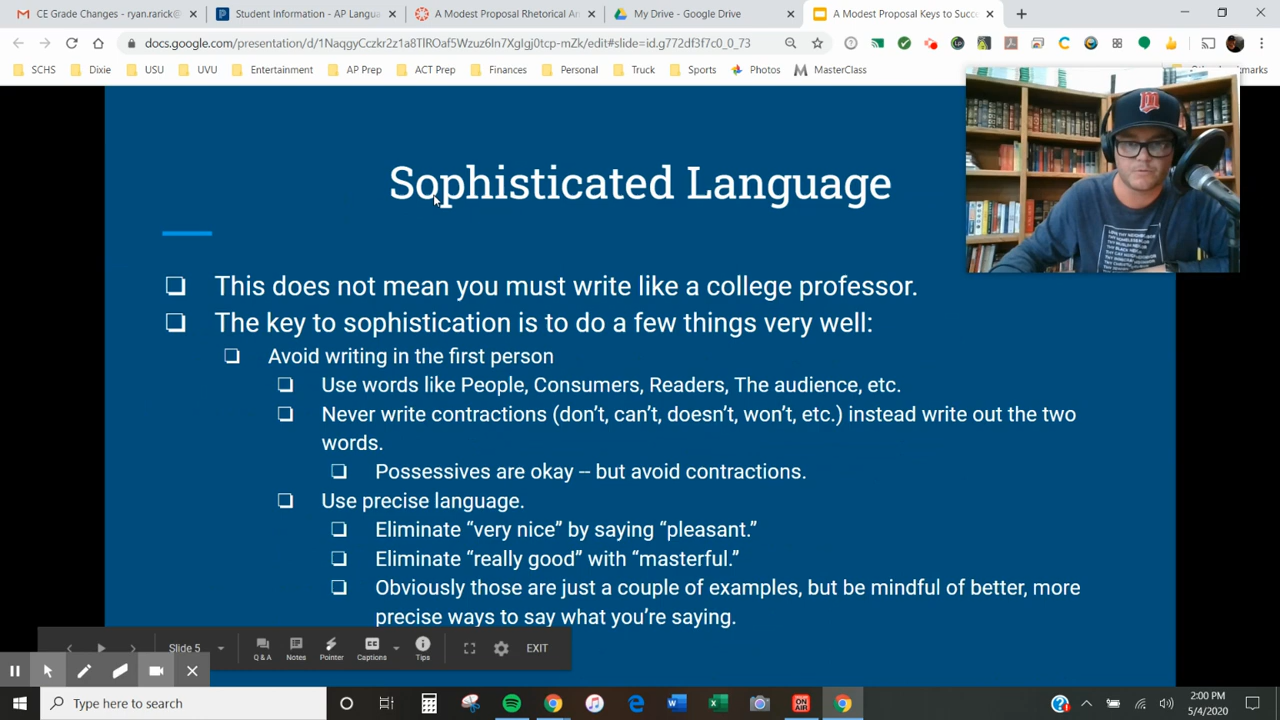 CE Grade Changes - ryan.rarick@
Student Information - AP Langua
A Modest Proposal Rhetorical An
My Drive - Google Drive
A Modest Proposal Keys to Succ
docs.google.com/presentation/d/1NaqgyCczkr2z1a8TlROaf5Wzuz6In7XgIgj0tcp-mZk/edit#slide=id.g772df3f7c0_0_73
SCHS
Dixie
USU
UVU
Entertainment
AP Prep
ACT Prep
Finances
Personal
Truck
Sports
Photos
MasterClass
Sophisticated Language
This does not mean you must write like a college professor.
The key to sophistication is to do a few things very well:
Avoid writing in the first person
Use words like People, Consumers, Readers, The audience, etc.
Never write contractions (don't, can't, doesn't, won't, etc.) instead write out the two
words.
Possessives are okay -- but avoid contractions.
Use precise language.
Eliminate “very nice” by saying “pleasant.”
Eliminate “really good” with “masterful.”
Obviously those are just a couple of examples, but be mindful of better, more
precise ways to say what you're saying.
Slide 5
Q & A
Notes
Pointer
Captions
Tips
EXIT
Type here to search
ON AIR
2:00 PM
5/4/2020